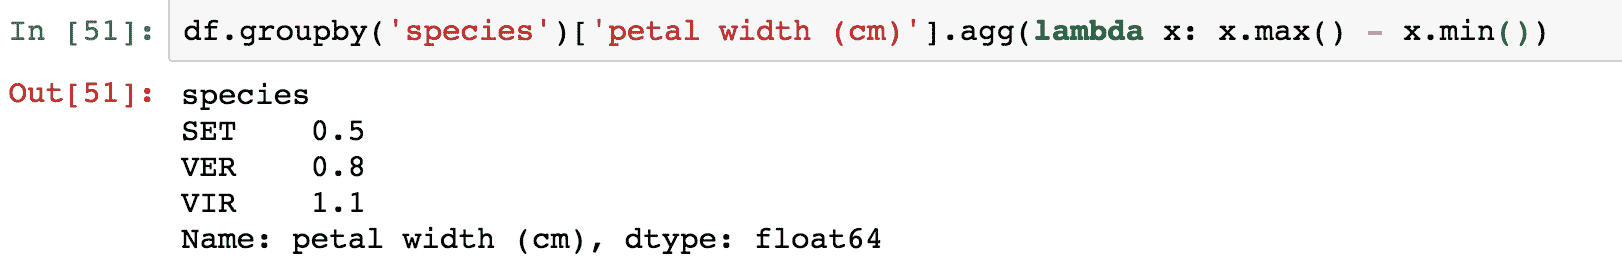 In [51]: df.groupby('species')['petal width (cm)'].agg(lambda x: x.max() - x.min())
Out[51]: species
SET    0.5
VER    0.8
VIR    1.1
Name: petal width (cm), dtype: float64